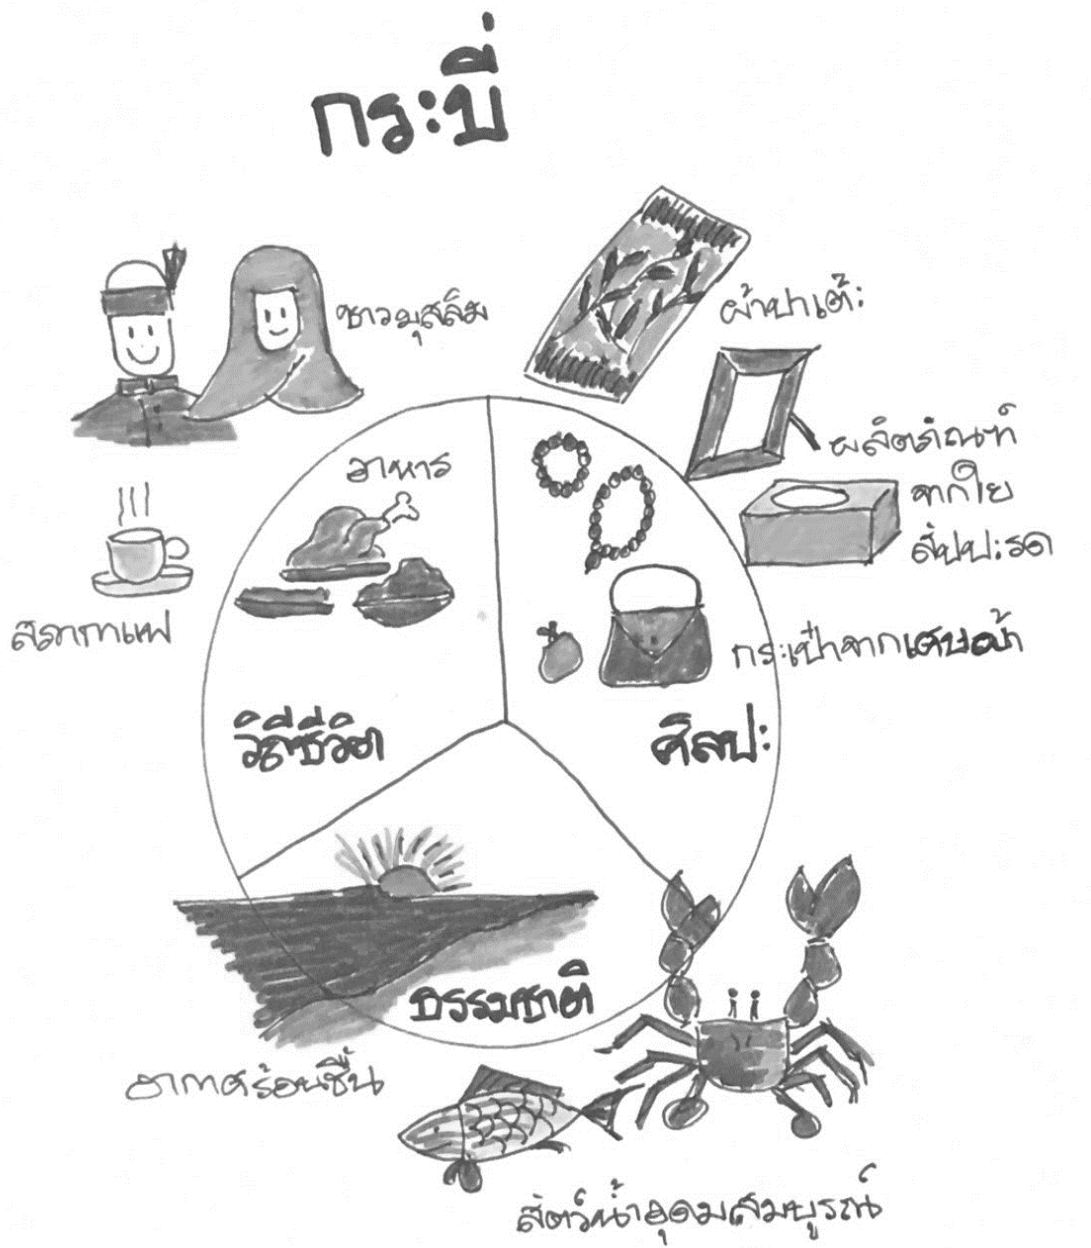 กระบี่
ชาวมุสลิม
ผ้าปาเต๊ะ
ผลิตภัณฑ์
จากใย
สัปปะรด
อาหาร
สภากาแฟ
กระเป๋าจากเศษผ้า
วิถีชีวิต
ศิลปะ
ธรรมชาติ
อากาศร้อนชื้น
สัตว์น้ำอุดมสมบูรณ์